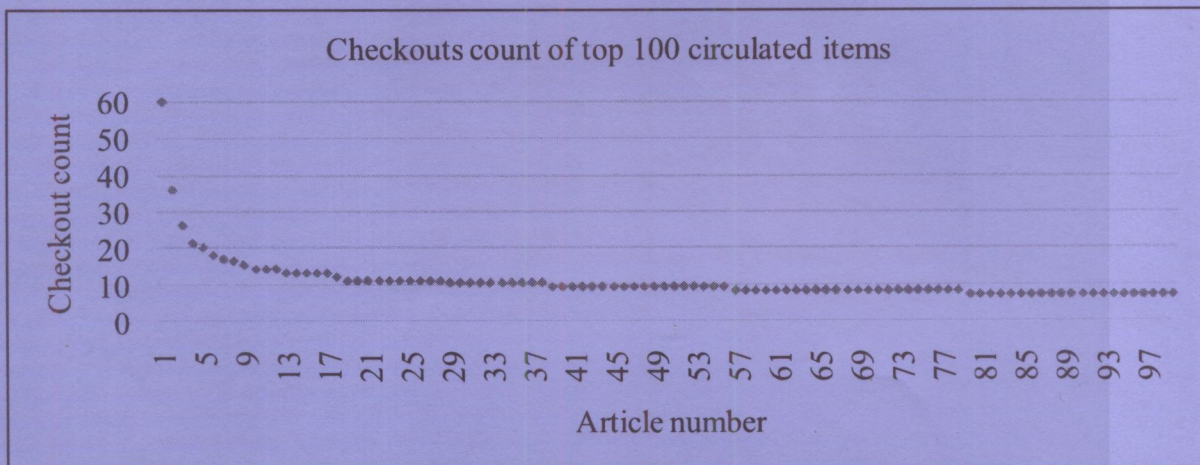 Checkouts count of top 100 circulated items
Checkout count
60
50
40
30
20
10
0
1 5 9 13 17 21 25 29 33 37 41 45 49 53 57 61 65 69 73 77 81 85 89 93 97
Article number